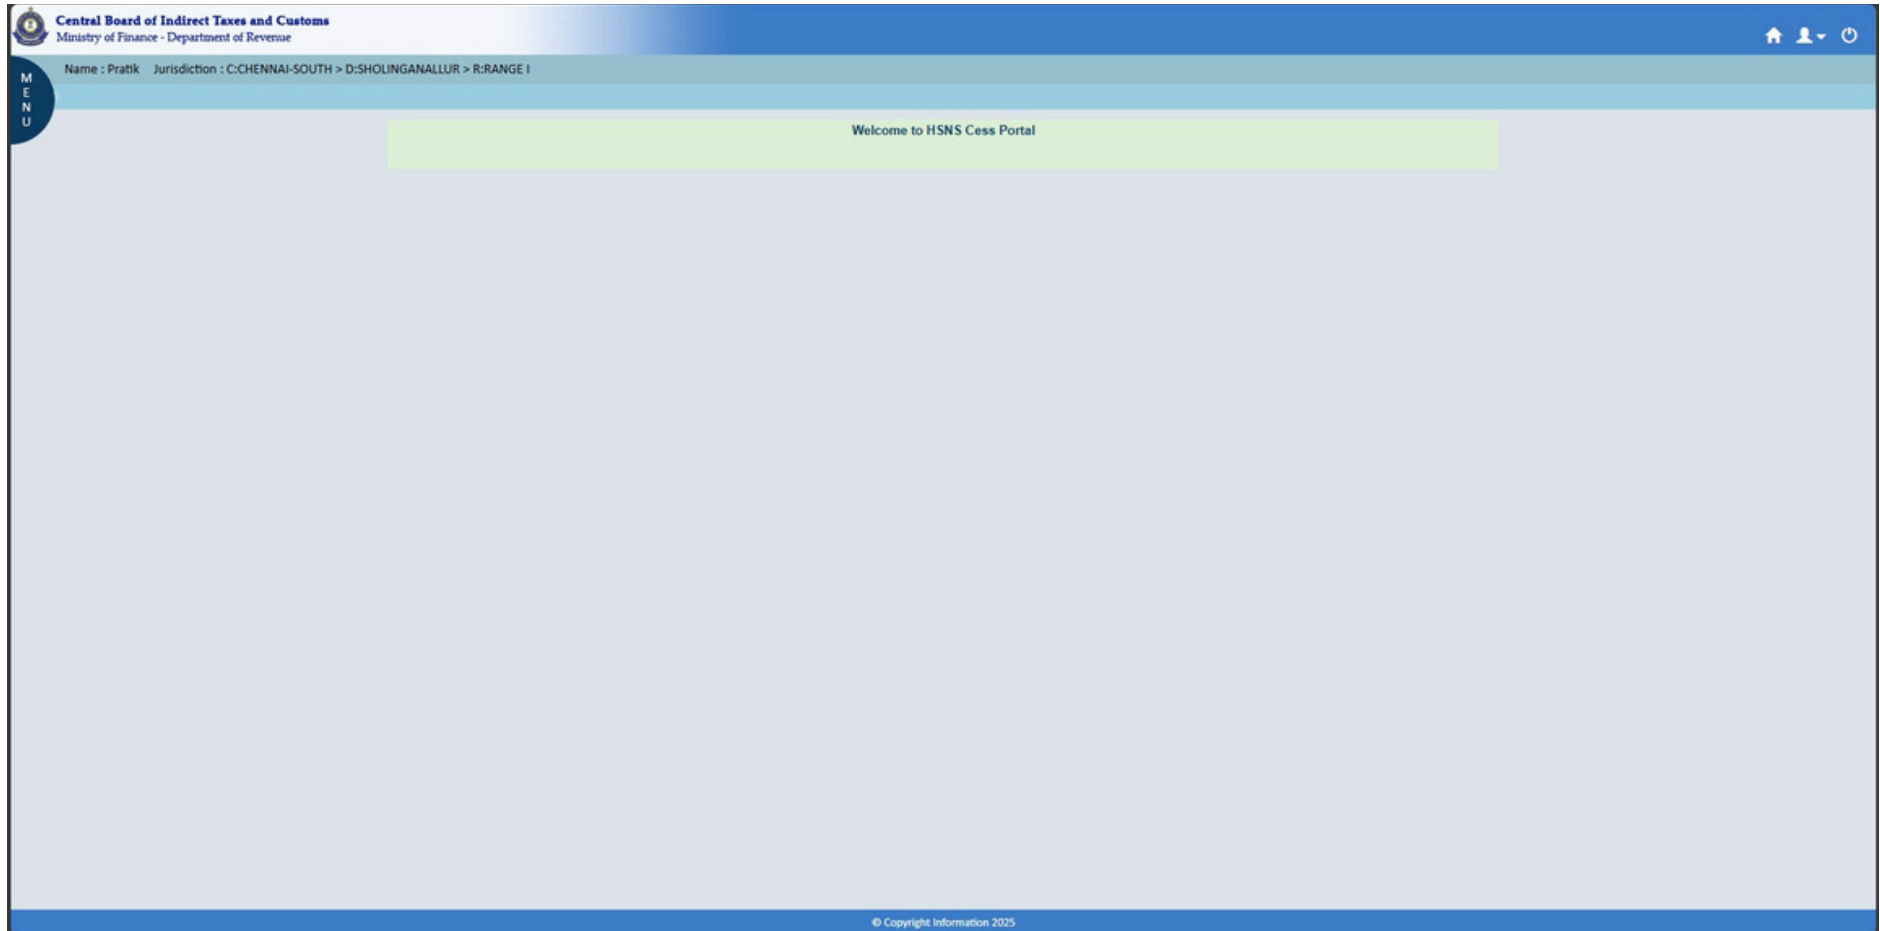 Central Board of Indirect Taxes and Customs
Ministry of Finance - Department of Revenue
Name : Pratik Jurisdiction : C:CHENNAI-SOUTH > D:SHOLINGANALLUR > R:RANGE I
MENU
Welcome to HSNS Cess Portal
© Copyright Information 2025